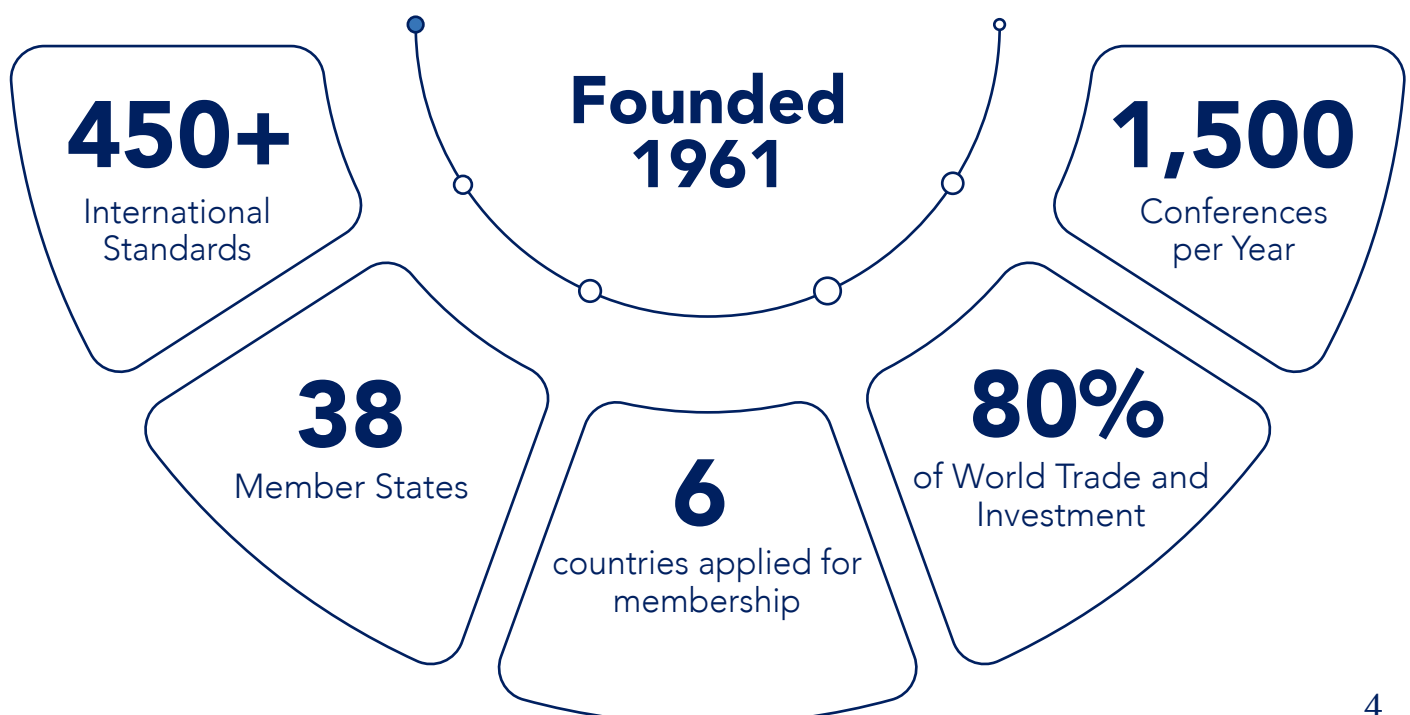 Founded
1961
450+
International
Standards
38
Member States
6
countries applied for
membership
80%
of World Trade and
Investment
1,500
Conferences
per Year
4